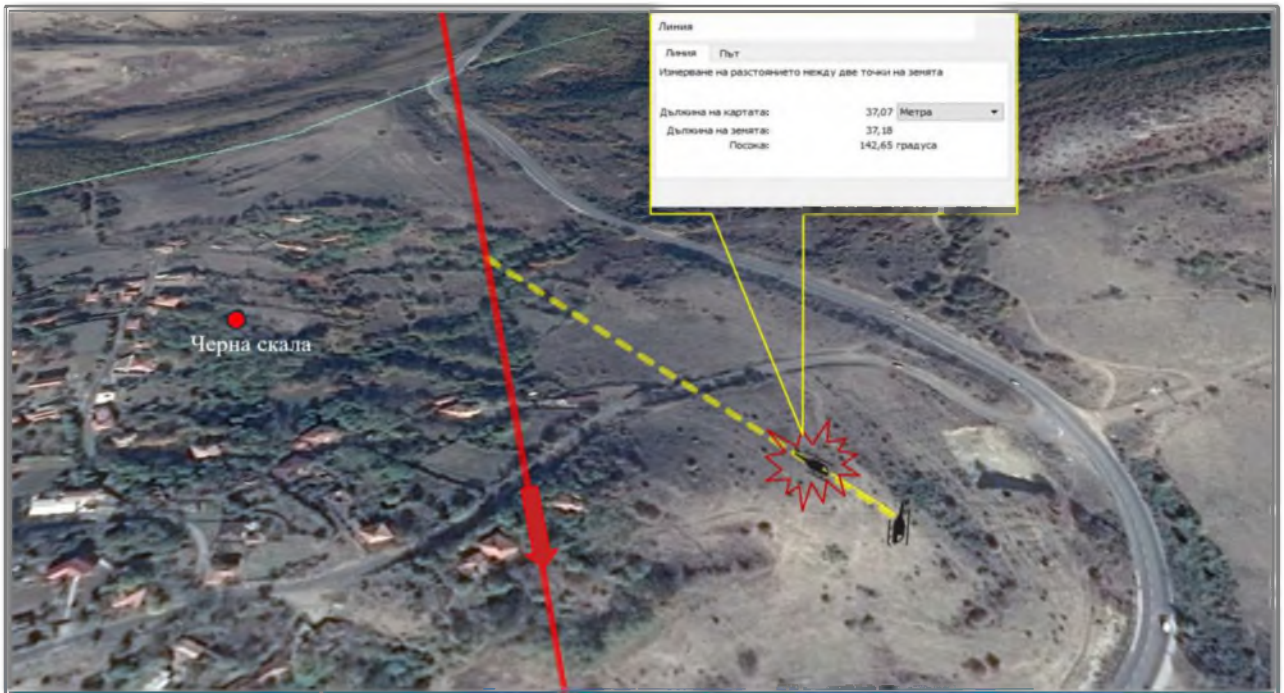 Линия
Линия Път
Измерване на разстоянието между две точки на земята
Дължина на картата: 37,07 Метра
Дължина на земята: 37,18
Посока: 142,65 градуса
Черна скала